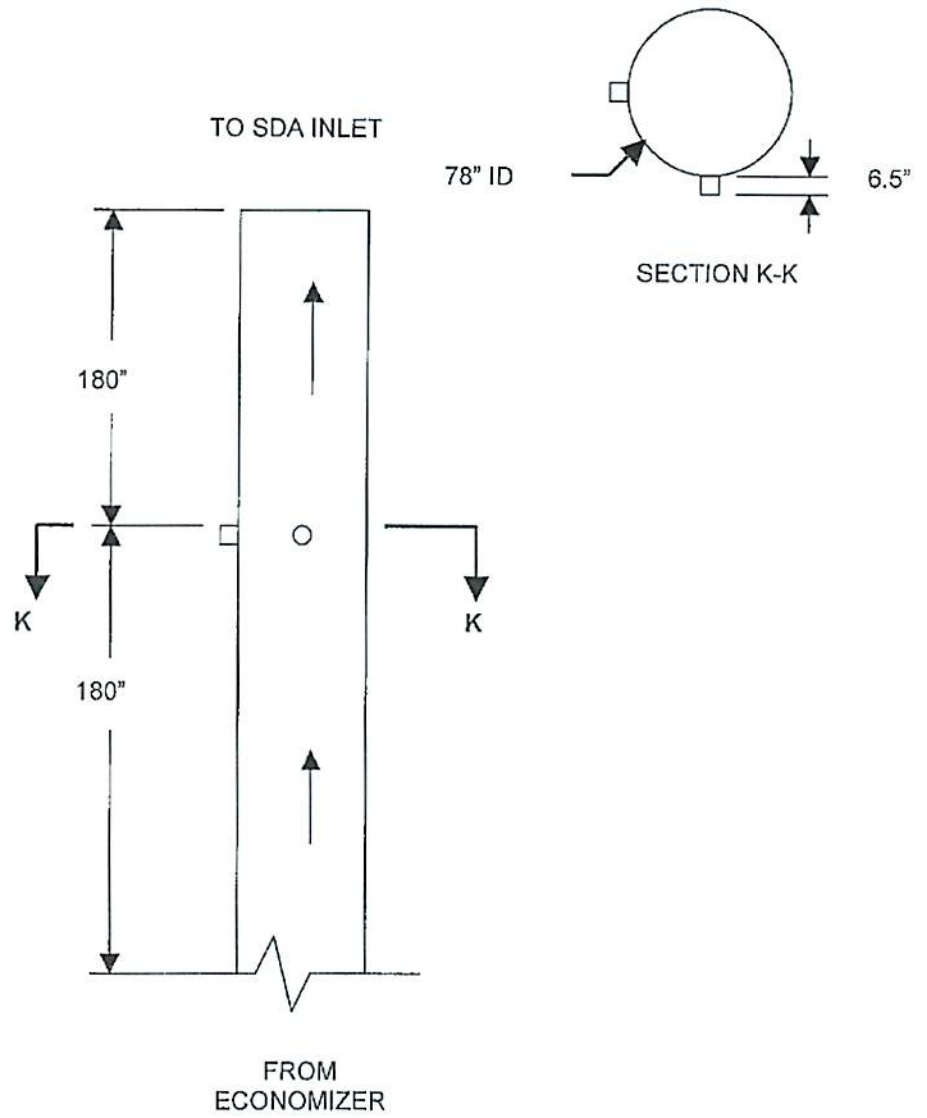 TO SDA INLET
78” ID
6.5”
SECTION K-K
180”
K
K
180”
FROM
ECONOMIZER